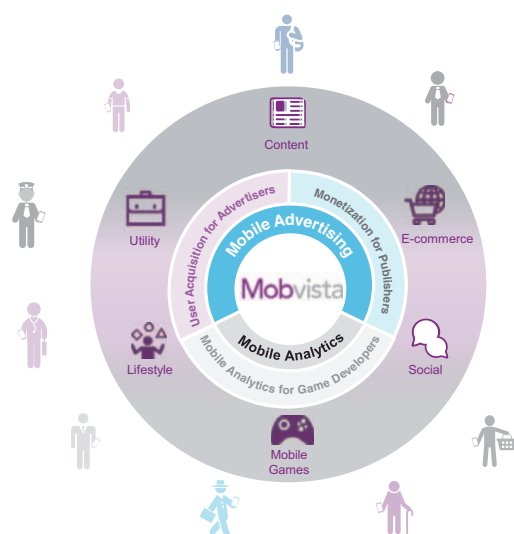 Content
User Acquisition for Advertisers
Monetization for Publishers
Mobile Advertising
Utility
E-commerce
Mobvista
Mobile Analytics
Mobile Analytics for Game Developers
Lifestyle
Social
Mobile
Games